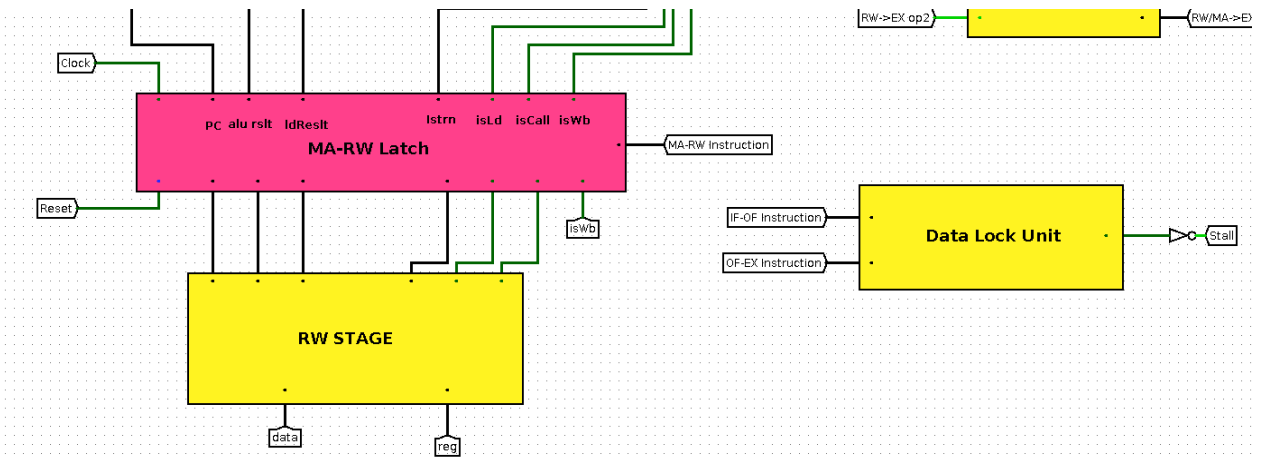 RW->EX op2
RW/MA->EX
Clock
PC alu rslt ldReslt Istrn isLd isCall isWb
MA-RW Latch
MA-RW Instruction
Reset
isWb
IF-OF Instruction
Data Lock Unit
Stall
OF-EX Instruction
RW STAGE
data
reg